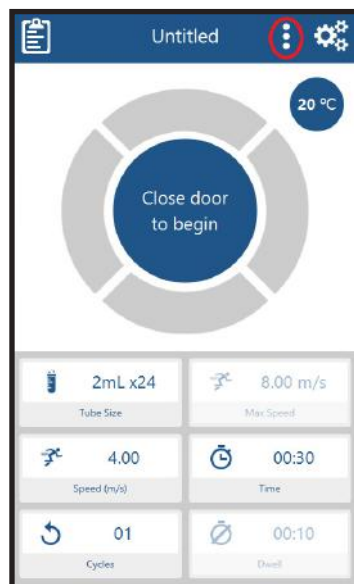 Untitled
20 ºC
Close door
to begin
2mL x24
Tube Size
8.00 m/s
Max Speed
4.00
Speed (m/s)
00:30
Time
01
Cycles
00:10
Dwell